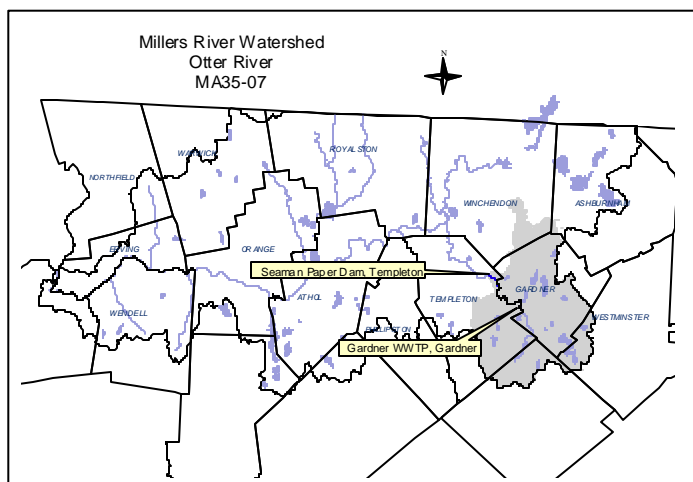 Millers River Watershed
Otter River
MA35-07
N
ROYALSTON
WARWICK
NORTHFIELD
WINCHENDON
ASHBURNHAM
ERVING
ORANGE
Seaman Paper Dam, Templeton
GARDNER
ATHOL
TEMPLETON
WENDELL
WESTMINSTER
PHILLIPSTON
Gardner WWTP, Gardner